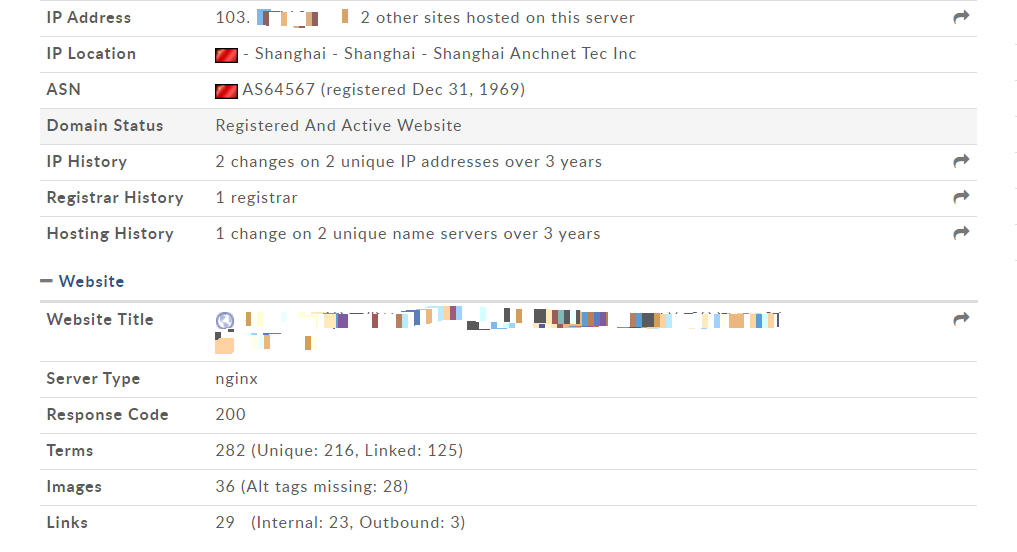 IP Address 103. 2 other sites hosted on this server
IP Location - Shanghai - Shanghai - Shanghai Anchnet Tec Inc
ASN AS64567 (registered Dec 31, 1969)
Domain Status Registered And Active Website
IP History 2 changes on 2 unique IP addresses over 3 years
Registrar History 1 registrar
Hosting History 1 change on 2 unique name servers over 3 years
Website
Website Title
Server Type nginx
Response Code 200
Terms 282 (Unique: 216, Linked: 125)
Images 36 (Alt tags missing: 28)
Links 29 (Internal: 23, Outbound: 3)